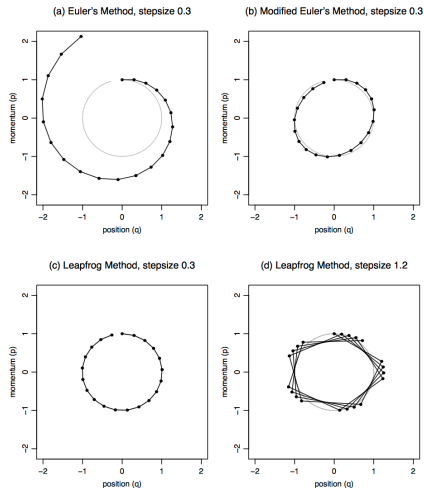 (a) Euler's Method, stepsize 0.3
2
1
0
−1
−2
momentum (p)
−2 −1 0 1 2
position (q)
(b) Modified Euler's Method, stepsize 0.3
2
1
0
−1
−2
momentum (p)
−2 −1 0 1 2
position (q)
(c) Leapfrog Method, stepsize 0.3
2
1
0
−1
−2
momentum (p)
−2 −1 0 1 2
position (q)
(d) Leapfrog Method, stepsize 1.2
2
1
0
−1
−2
momentum (p)
−2 −1 0 1 2
position (q)